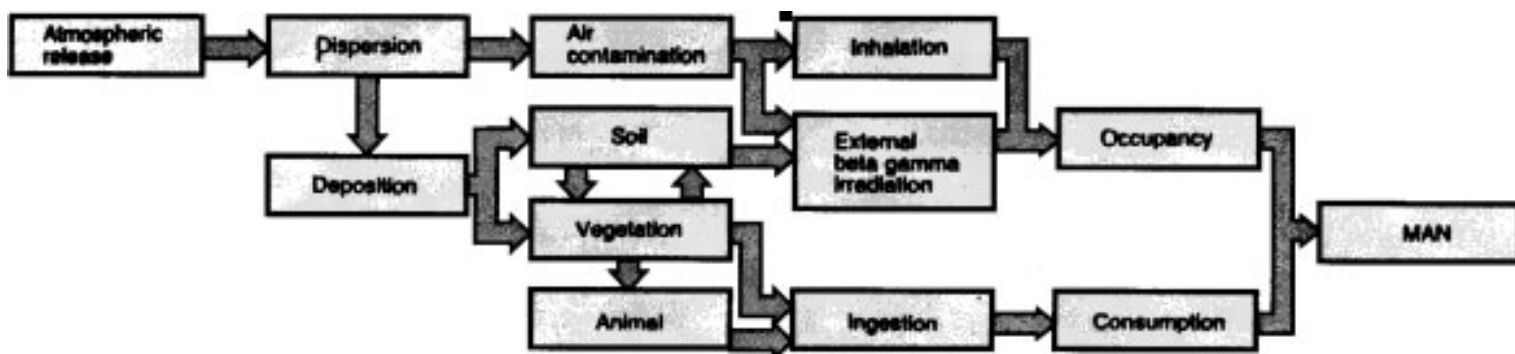 Atmospheric
release
Dispersion
Air
contamination
Inhalation
Soil
External
beta gamma
irradiation
Occupancy
Deposition
Vegetation
MAN
Animal
Ingestion
Consumption